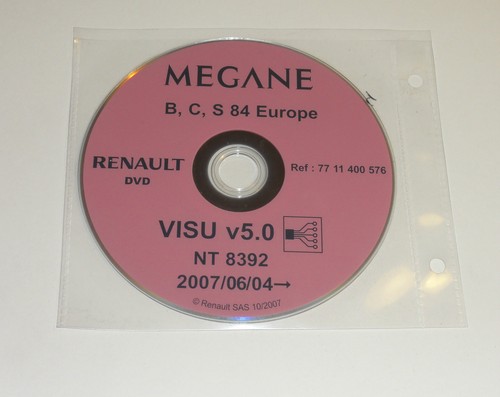 MEGANE
B, C, S 84 Europe
RENAULT
DVD
Ref : 77 11 400 576
VISU v5.0
NT 8392
2007/06/04→
© Renault SAS 10/2007